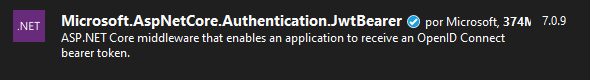 .NET
Microsoft.AspNetCore.Authentication.JwtBearer por Microsoft, 374M 7.0.9
ASP.NET Core middleware that enables an application to receive an OpenID Connect
bearer token.